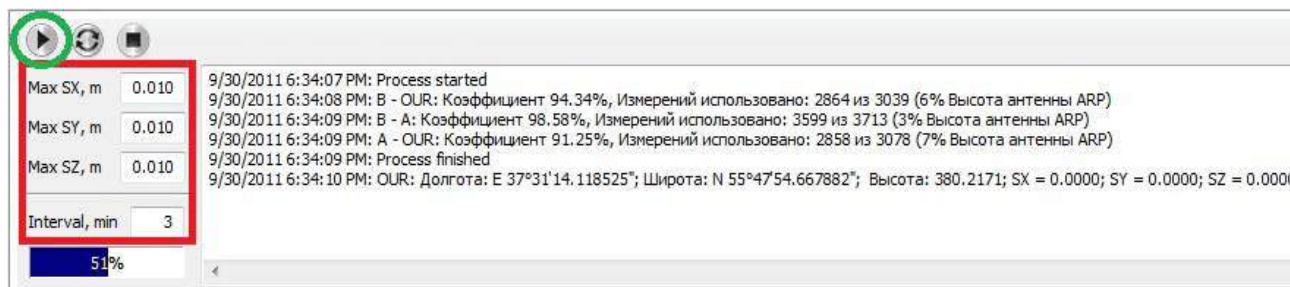 Max SX, m 0.010
Max SY, m 0.010
Max SZ, m 0.010
Interval, min 3
51%
9/30/2011 6:34:07 PM: Process started
9/30/2011 6:34:08 PM: B - OUR: Коэффициент 94.34%, Измерений использовано: 2864 из 3039 (6% Высота антенны ARP)
9/30/2011 6:34:09 PM: B - A: Коэффициент 98.58%, Измерений использовано: 3599 из 3713 (3% Высота антенны ARP)
9/30/2011 6:34:09 PM: A - OUR: Коэффициент 91.25%, Измерений использовано: 2858 из 3078 (7% Высота антенны ARP)
9/30/2011 6:34:09 PM: Process finished
9/30/2011 6:34:10 PM: OUR: Долгота: E 37°31'14.118525"; Широта: N 55°47'54.667882"; Высота: 380.2171; SX = 0.0000; SY = 0.0000; SZ = 0.0000